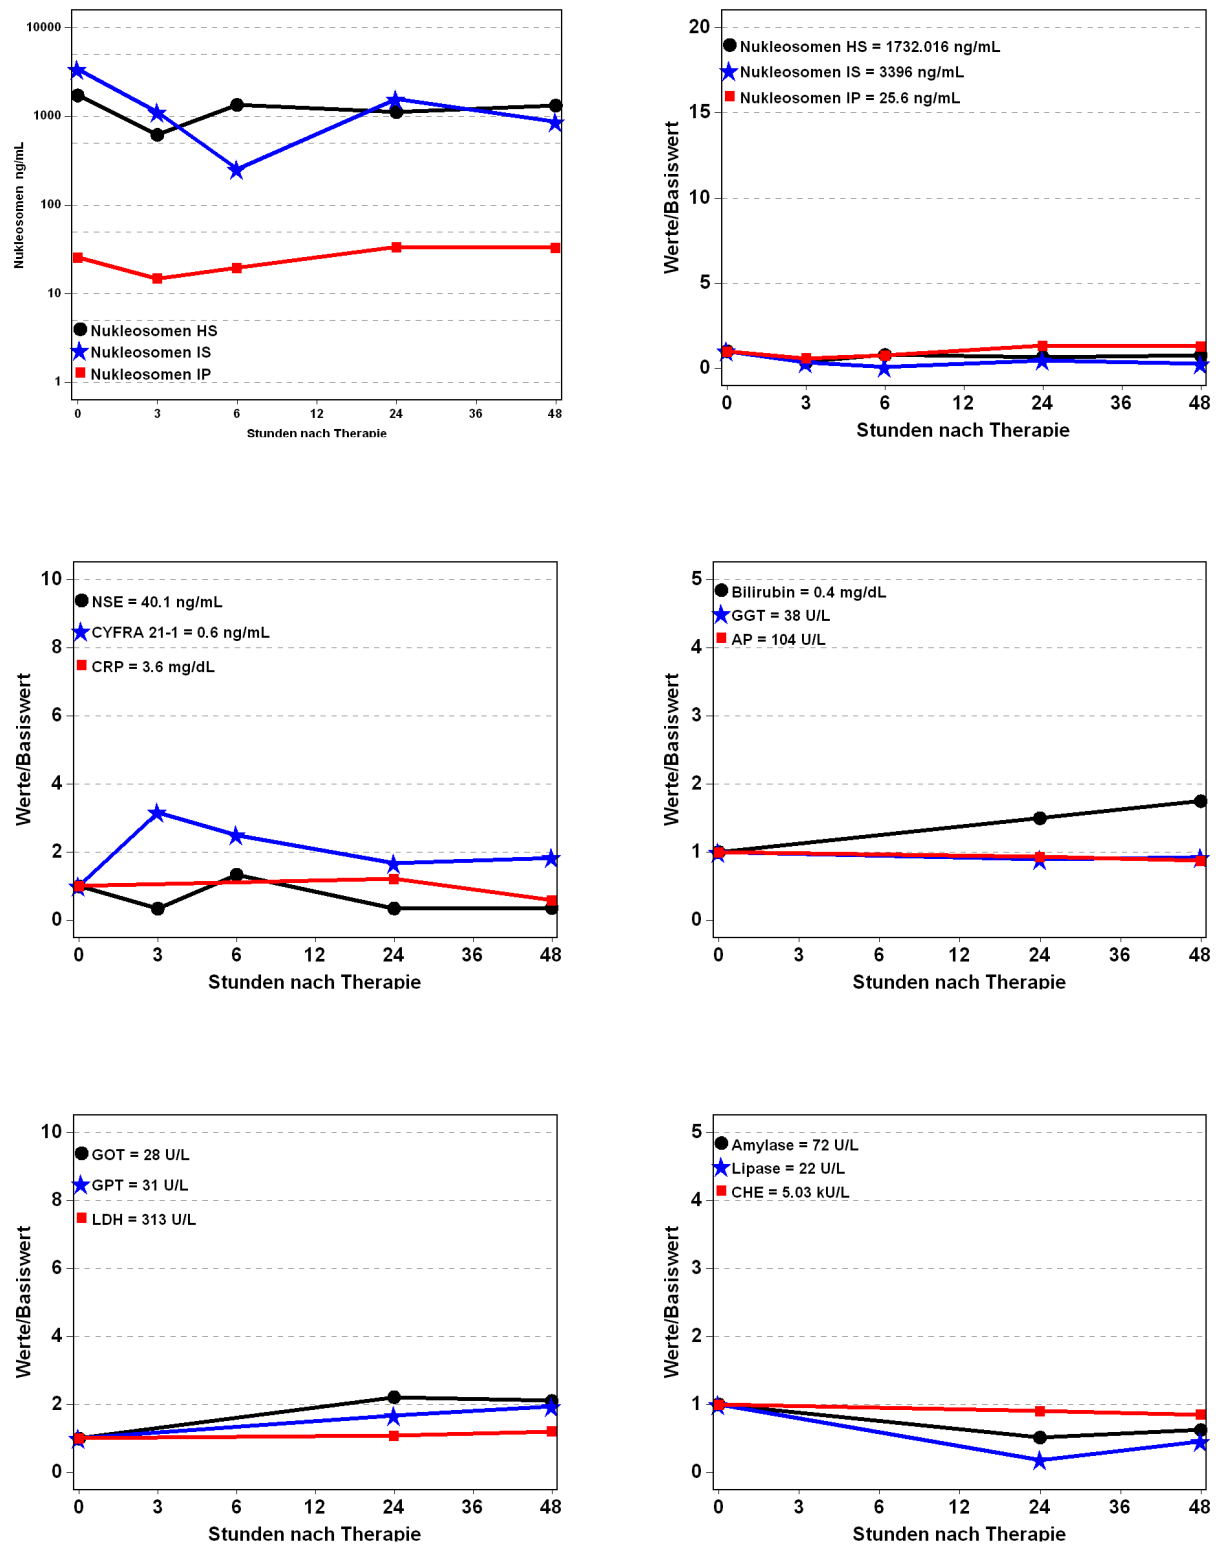 10000
1000
100
10
1
Nukleosomen ng/mL
Nukleosomen HS
Nukleosomen IS
Nukleosomen IP
0 3 6 12 24 36 48
Stunden nach Therapie
20
15
10
5
0
Werte/Basiswert
Nukleosomen HS = 1732.016 ng/mL
Nukleosomen IS = 3396 ng/mL
Nukleosomen IP = 25.6 ng/mL
0 3 6 12 24 36 48
Stunden nach Therapie
10
8
6
4
2
0
Werte/Basiswert
NSE = 40.1 ng/mL
CYFRA 21-1 = 0.6 ng/mL
CRP = 3.6 mg/dL
0 3 6 12 24 36 48
Stunden nach Therapie
5
4
3
2
1
0
Werte/Basiswert
Bilirubin = 0.4 mg/dL
GGT = 38 U/L
AP = 104 U/L
0 3 6 12 24 36 48
Stunden nach Therapie
10
8
6
4
2
0
Werte/Basiswert
GOT = 28 U/L
GPT = 31 U/L
LDH = 313 U/L
0 3 6 12 24 36 48
Stunden nach Therapie
5
4
3
2
1
0
Werte/Basiswert
Amylase = 72 U/L
Lipase = 22 U/L
CHE = 5.03 kU/L
0 3 6 12 24 36 48
Stunden nach Therapie